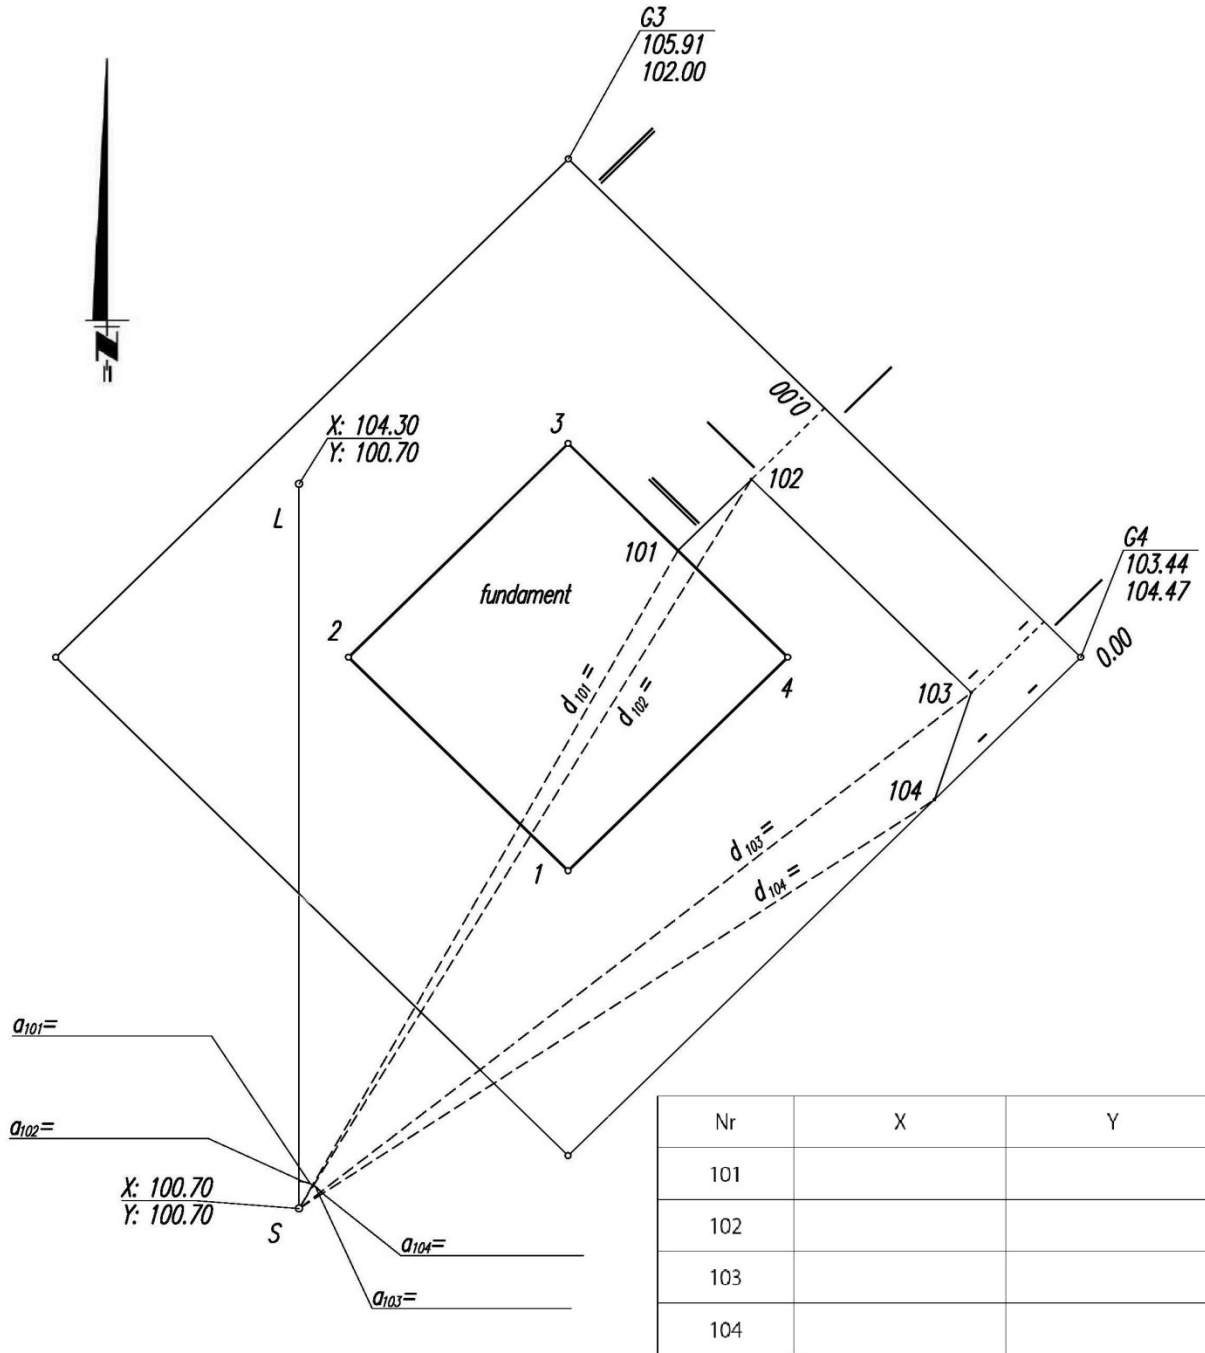 G3
105.91
102.00
N
0.00
3
X: 104.30
Y: 100.70
L
102
101
G4
103.44
104.47
fundament
2
0.00
d101=
d102=
4
103
104
d103=
d104=
1
a101=
a102=
X: 100.70
Y: 100.70
S
a104=
a103=
Nr X Y
101
102
103
104